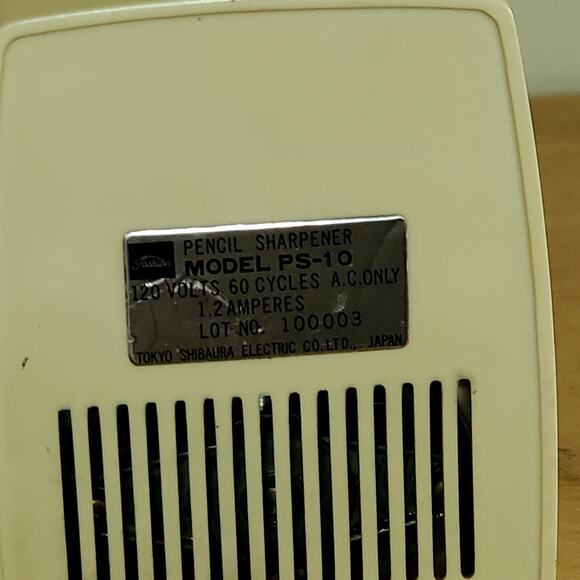 Toshiba
PENCIL SHARPENER
MODEL PS-10
120 VOLTS 60 CYCLES A.C. ONLY
1.2 AMPERES
LOT NO. 100003
TOKYO SHIBAURA ELECTRIC CO. LTD., JAPAN